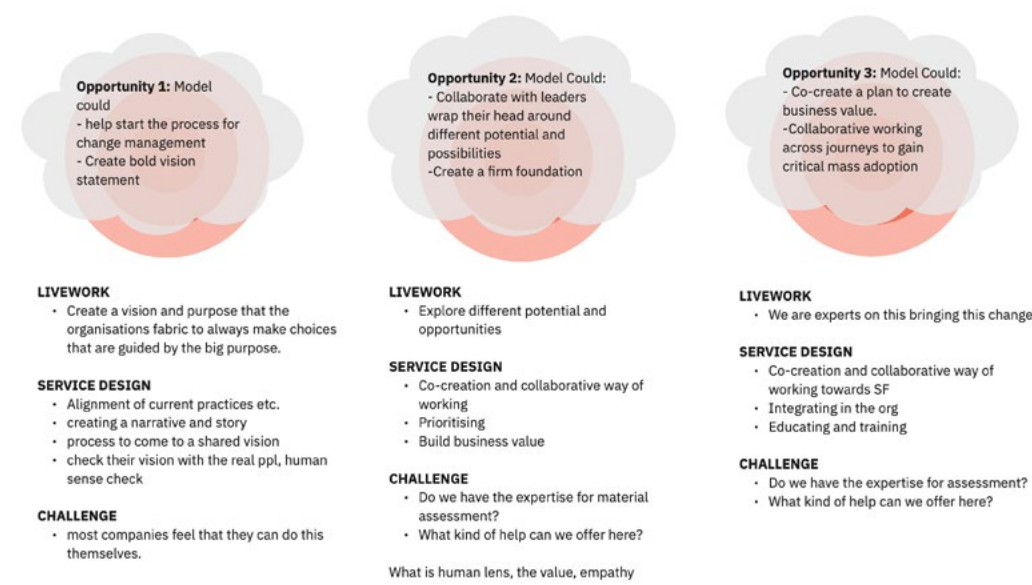 Opportunity 1: Model
could
- help start the process for
change management
- Create bold vision
statement
LIVEWORK
• Create a vision and purpose that the
organisations fabric to always make choices
that are guided by the big purpose.
SERVICE DESIGN
• Alignment of current practices etc.
• creating a narrative and story
• process to come to a shared vision
• check their vision with the real ppl, human
sense check
CHALLENGE
• most companies feel that they can do this
themselves.
Opportunity 2: Model Could:
- Collaborate with leaders
wrap their head around
different potential and
possibilities
-Create a firm foundation
LIVEWORK
• Explore different potential and
opportunities
SERVICE DESIGN
• Co-creation and collaborative way of
working
• Prioritising
• Build business value
CHALLENGE
• Do we have the expertise for material
assessment?
• What kind of help can we offer here?
What is human lens, the value, empathy
Opportunity 3: Model Could:
- Co-create a plan to create
business value.
-Collaborative working
across journeys to gain
critical mass adoption
LIVEWORK
• We are experts on this bringing this change
SERVICE DESIGN
• Co-creation and collaborative way of
working towards SF
• Integrating in the org
• Educating and training
CHALLENGE
• Do we have the expertise for assessment?
• What kind of help can we offer here?